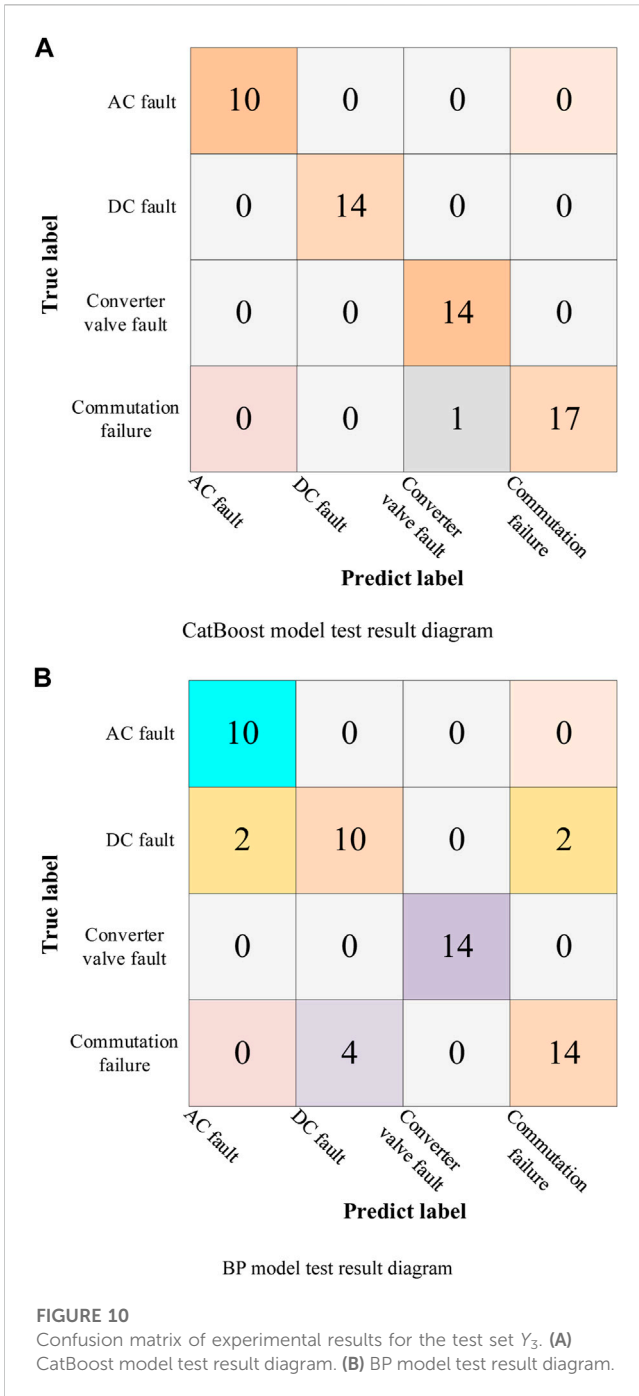 A
True label
AC fault
10 0 0 0
DC fault
0 14 0 0
Converter
valve fault
0 0 14 0
Commutation
failure
0 0 1 17
AC fault
DC fault
Converter
valve fault
Commutation
failure
Predict label
CatBoost model test result diagram
B
True label
AC fault
10 0 0 0
DC fault
2 10 0 2
Converter
valve fault
0 0 14 0
Commutation
failure
0 4 0 14
AC fault
DC fault
Converter
valve fault
Commutation
failure
Predict label
BP model test result diagram
FIGURE 10
Confusion matrix of experimental results for the test set Y₃. (A)
CatBoost model test result diagram. (B) BP model test result diagram.